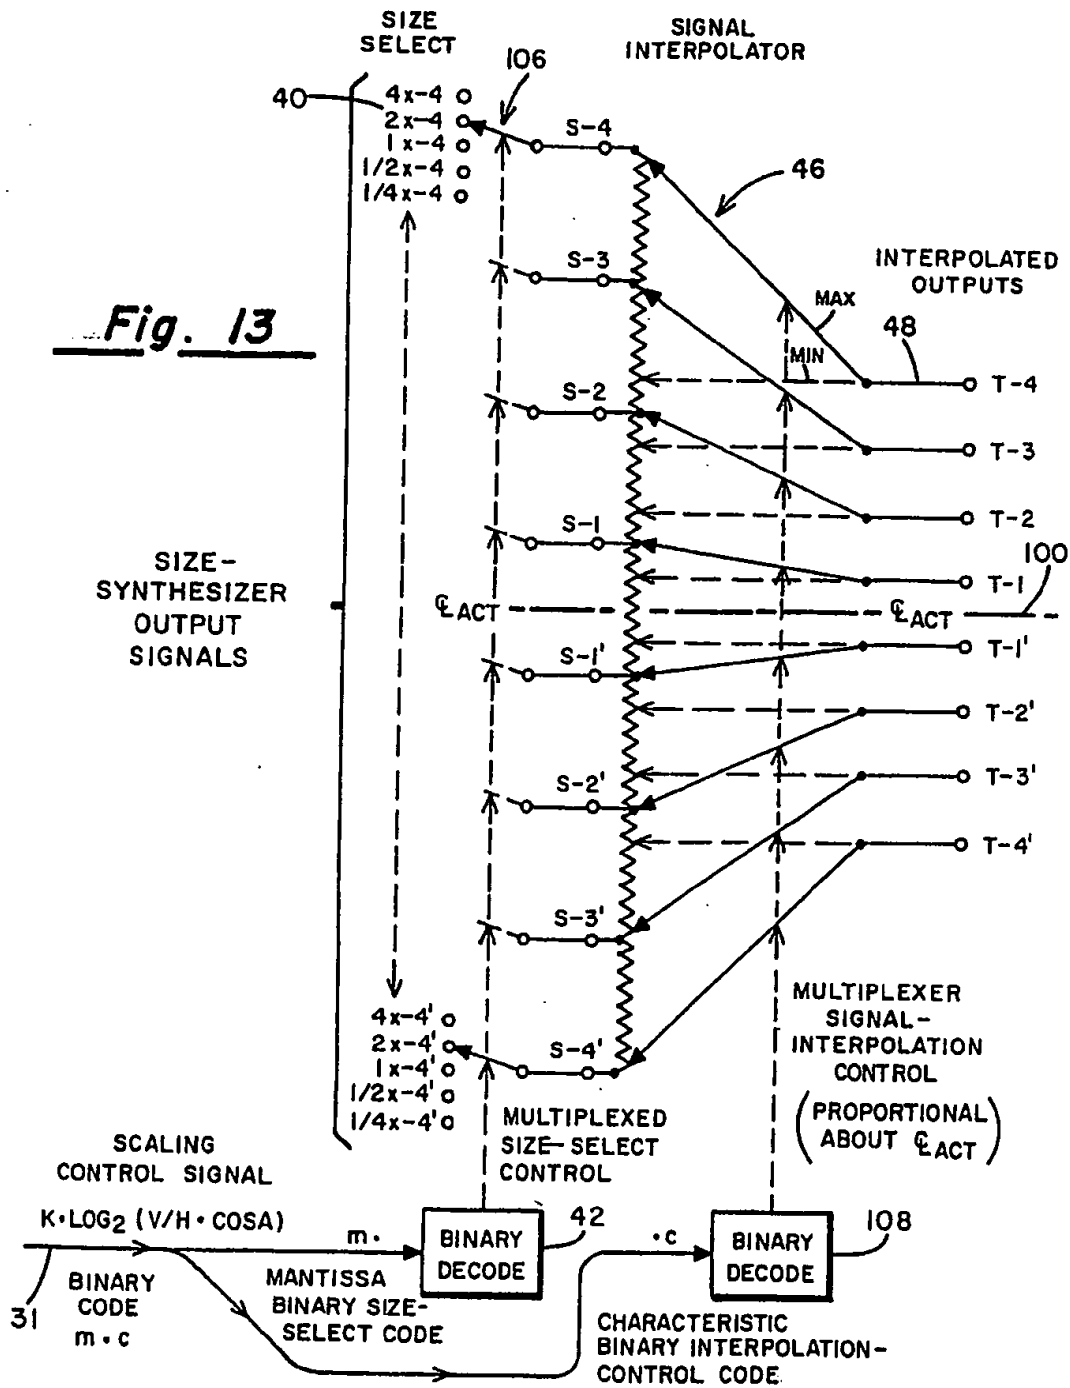 SIZE
SELECT
SIGNAL
INTERPOLATOR
106
40
4x-4
2x-4
1x-4
1/2x-4
1/4x-4
S-4
46
S-3
INTERPOLATED
OUTPUTS
Fig. 13
MAX
MIN
48
T-4
S-2
T-3
T-2
S-1
100
T-1
SIZE-
SYNTHESIZER
OUTPUT
SIGNALS
℄ ACT
℄ ACT
T-1'
S-1'
T-2'
S-2'
T-3'
T-4'
S-3'
4x-4'
2x-4'
1x-4'
1/2x-4'
1/4x-4'
S-4'
MULTIPLEXER
SIGNAL-
INTERPOLATION
CONTROL
(PROPORTIONAL
ABOUT ℄ ACT)
MULTIPLEXED
SIZE-SELECT
CONTROL
SCALING
CONTROL SIGNAL
K•LOG2 (V/H • COSA)
m•
BINARY
DECODE
42
•c
BINARY
DECODE
108
31
BINARY
CODE
m•c
MANTISSA
BINARY SIZE-
SELECT CODE
CHARACTERISTIC
BINARY INTERPOLATION-
CONTROL CODE